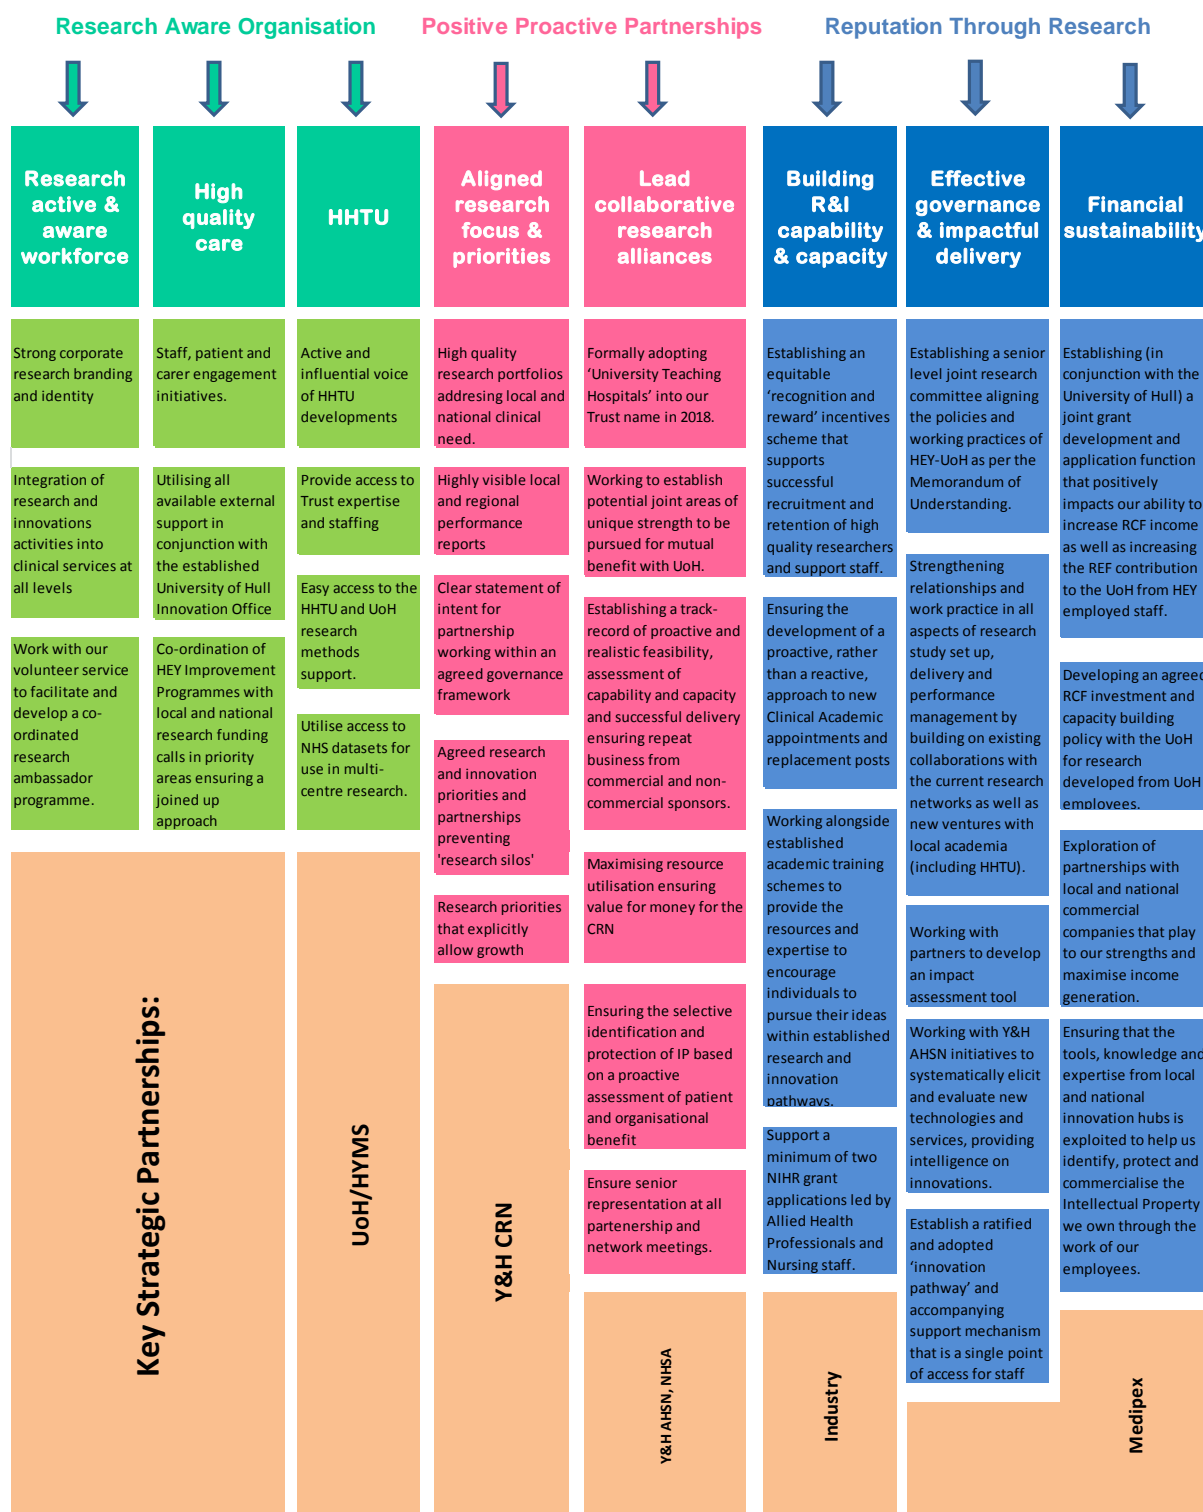 Research Aware Organisation
Positive Proactive Partnerships
Reputation Through Research
Research
active &
aware
workforce
High
quality
care
HHTU
Aligned
research
focus &
priorities
Lead
collaborative
research
alliances
Building
R&I
capability
& capacity
Effective
governance
& impactful
delivery
Financial
sustainability
Strong corporate
research branding
and identity
Integration of
research and
innovations
activities into
clinical services at
all levels
Work with our
volunteer service
to facilitate and
develop a co-
ordinated
research
ambassador
programme.
Staff, patient and
carer engagement
initiatives.
Utilising all
available external
support in
conjunction with
the established
University of Hull
Innovation Office
Co-ordination of
HEY Improvement
Programmes with
local and national
research funding
calls in priority
areas ensuring a
joined up
approach
Active and
influential voice
of HHTU
developments
Provide access to
Trust expertise
and staffing
Easy access to the
HHTU and UoH
research
methods
support.
Utilise access to
NHS datasets for
use in multi-
centre research.
High quality
research portfolios
addresing local and
national clinical
need.
Highly visible local
and regional
performance
reports
Clear statement of
intent for
partnership
working within an
agreed governance
framework
Agreed research
and innovation
priorities and
partnerships
preventing
'research silos'
Research priorities
that explicitly
allow growth
Formally adopting
‘University Teaching
Hospitals’ into our
Trust name in 2018.
Working to establish
potential joint areas of
unique strength to be
pursued for mutual
benefit with UoH.
Establishing a track-
record of proactive and
realistic feasibility,
assessment of
capability and capacity
and successful delivery
ensuring repeat
business from
commercial and non-
commercial sponsors.
Maximising resource
utilisation ensuring
value for money for the
CRN
Ensuring the selective
identification and
protection of IP based
on a proactive
assessment of patient
and organisational
benefit
Ensure senior
representation at all
partenership and
network meetings.
Establishing an
equitable
‘recognition and
reward’ incentives
scheme that
supports
successful
recruitment and
retention of high
quality researchers
and support staff.
Ensuring the
development of a
proactive, rather
than a reactive,
approach to new
Clinical Academic
appointments and
replacement posts
Working alongside
established
academic training
schemes to
provide the
resources and
expertise to
encourage
individuals to
pursue their ideas
within established
research and
innovation
pathways.
Support a
minimum of two
NIHR grant
applications led by
Allied Health
Professionals and
Nursing staff.
Establishing a senior
level joint research
committee aligning
the policies and
working practices of
HEY-UoH as per the
Memorandum of
Understanding.
Strengthening
relationships and
work practice in all
aspects of research
study set up,
delivery and
performance
management by
building on existing
collaborations with
the current research
networks as well as
new ventures with
local academia
(including HHTU).
Working with
partners to develop
an impact
assessment tool
Working with Y&H
AHSN initiatives to
systematically elicit
and evaluate new
technologies and
services, providing
intelligence on
innovations.
Establish a ratified
and adopted
‘innovation
pathway’ and
accompanying
support mechanism
that is a single point
of access for staff
Establishing (in
conjunction with the
University of Hull) a
joint grant
development and
application function
that positively
impacts our ability to
increase RCF income
as well as increasing
the REF contribution
to the UoH from HEY
employed staff.
Developing an agreed
RCF investment and
capacity building
policy with the UoH
for research
developed from UoH
employees.
Exploration of
partnerships with
local and national
commercial
companies that play
to our strengths and
maximise income
generation.
Ensuring that the
tools, knowledge and
expertise from local
and national
innovation hubs is
exploited to help us
identify, protect and
commercialise the
Intellectual Property
we own through the
work of our
employees.
Key Strategic Partnerships:
UoH/HYMS
Y&H CRN
Y&H AHSN, NHSA
Industry
Medipex